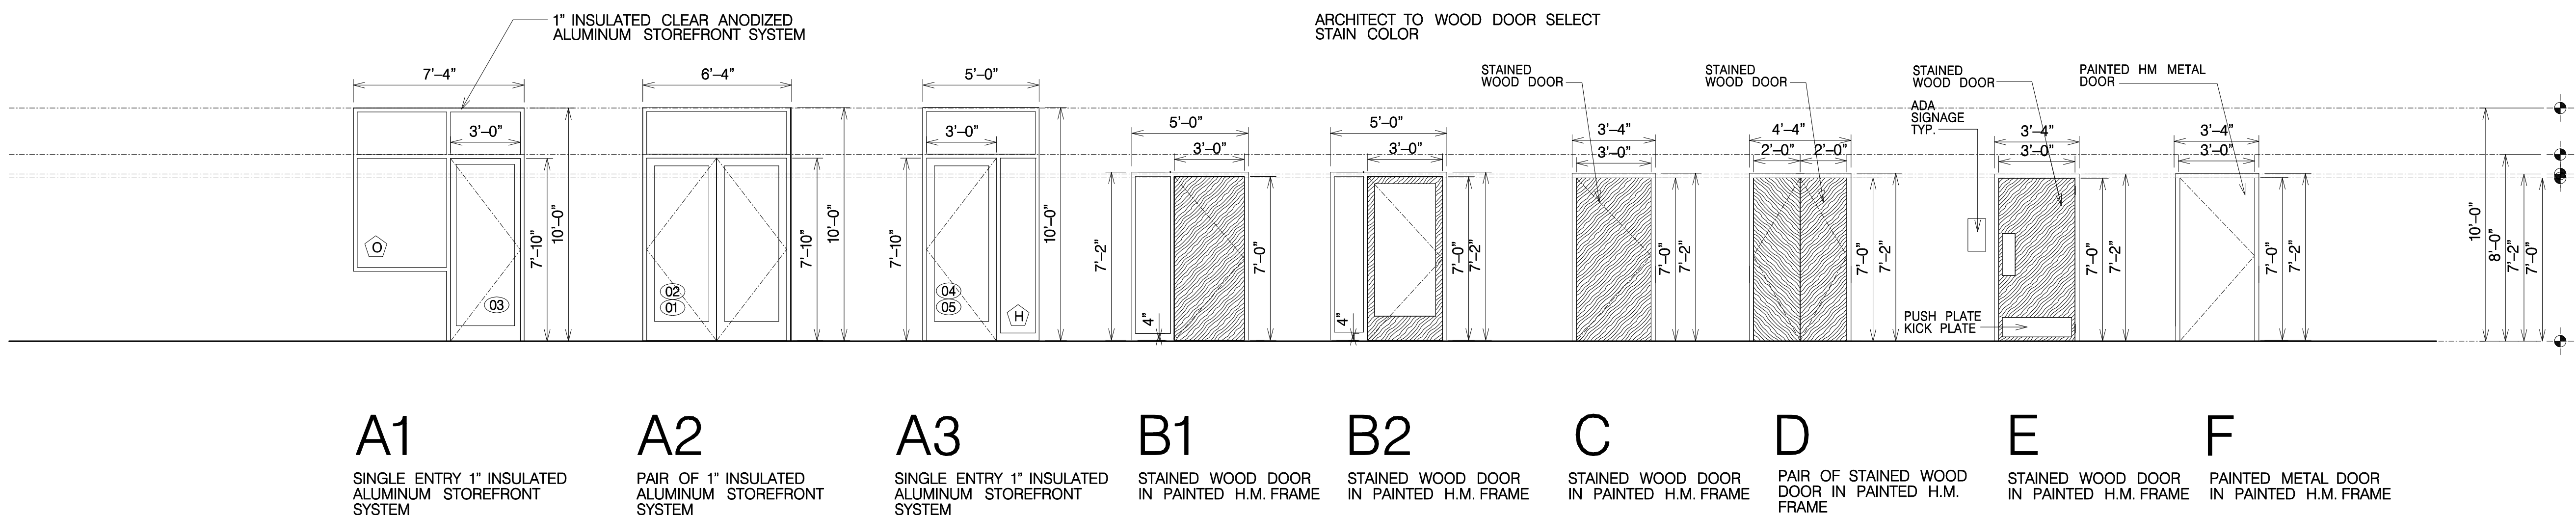 1" INSULATED CLEAR ANODIZED
ALUMINUM STOREFRONT SYSTEM
ARCHITECT TO WOOD DOOR SELECT
STAIN COLOR
7'-4"
3'-0"
7'-10"
10'-0"
O
03
6'-4"
7'-10"
10'-0"
02
01
5'-0"
3'-0"
7'-10"
10'-0"
04
05
H
5'-0"
3'-0"
7'-2"
4"
7'-0"
5'-0"
3'-0"
4"
7'-0"
7'-2"
STAINED
WOOD DOOR
3'-4"
3'-0"
7'-0"
7'-2"
STAINED
WOOD DOOR
4'-4"
2'-0"
2'-0"
7'-0"
7'-2"
STAINED
WOOD DOOR
ADA
SIGNAGE
TYP.
3'-4"
3'-0"
7'-0"
7'-2"
PUSH PLATE
KICK PLATE
PAINTED HM METAL
DOOR
3'-4"
3'-0"
7'-0"
7'-2"
10'-0"
8'-0"
7'-2"
7'-0"
A1
SINGLE ENTRY 1" INSULATED
ALUMINUM STOREFRONT
SYSTEM
A2
PAIR OF 1" INSULATED
ALUMINUM STOREFRONT
SYSTEM
A3
SINGLE ENTRY 1" INSULATED
ALUMINUM STOREFRONT
SYSTEM
B1
STAINED WOOD DOOR
IN PAINTED H.M. FRAME
B2
STAINED WOOD DOOR
IN PAINTED H.M. FRAME
C
STAINED WOOD DOOR
IN PAINTED H.M. FRAME
D
PAIR OF STAINED WOOD
DOOR IN PAINTED H.M.
FRAME
E
STAINED WOOD DOOR
IN PAINTED H.M. FRAME
F
PAINTED METAL DOOR
IN PAINTED H.M. FRAME